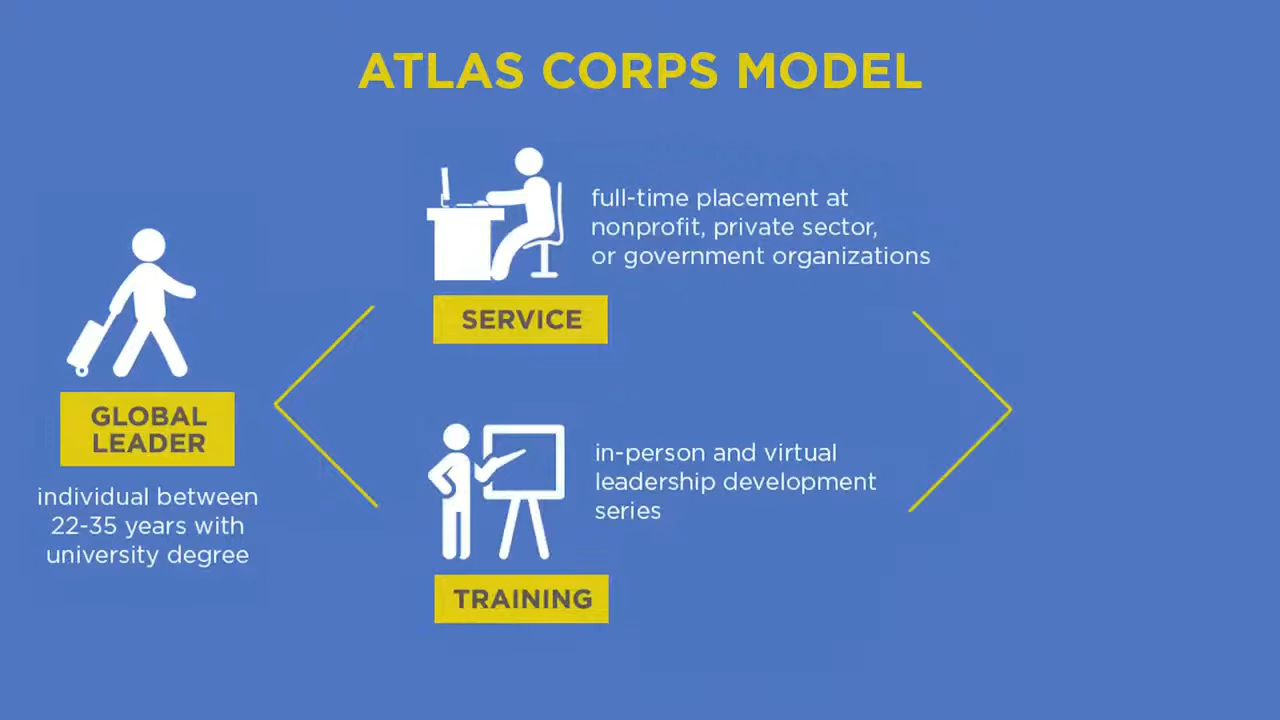 ATLAS CORPS MODEL
full-time placement at
nonprofit, private sector,
or government organizations
SERVICE
GLOBAL
LEADER
individual between
22-35 years with
university degree
in-person and virtual
leadership development
series
TRAINING